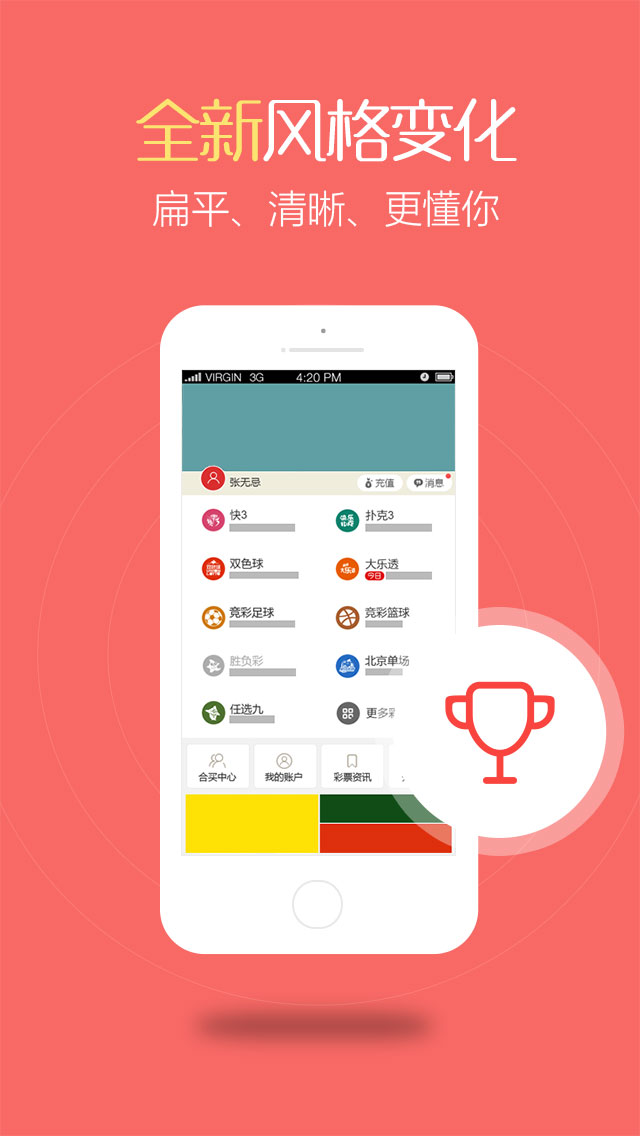 全新风格变化
扁平、清晰、更懂你
VIRGIN 3G 4:20 PM
张无忌 充值 消息
快3 扑克3
双色球 大乐透
今日
竞彩足球 竞彩篮球
胜负彩 北京单场
任选九 更多
合买中心 我的账户 彩票资讯